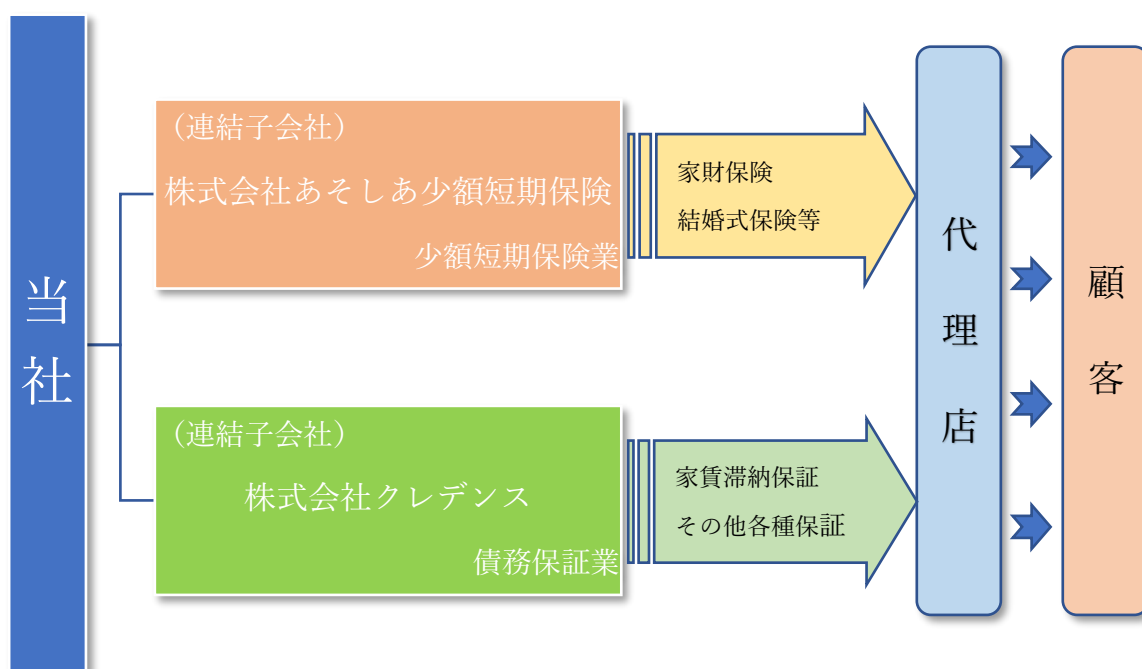 当社
（連結子会社）
株式会社あそしあ少額短期保険
少額短期保険業
家財保険
結婚式保険等
（連結子会社）
株式会社クレデンス
債務保証業
家賃滞納保証
その他各種保証
代理店
顧客